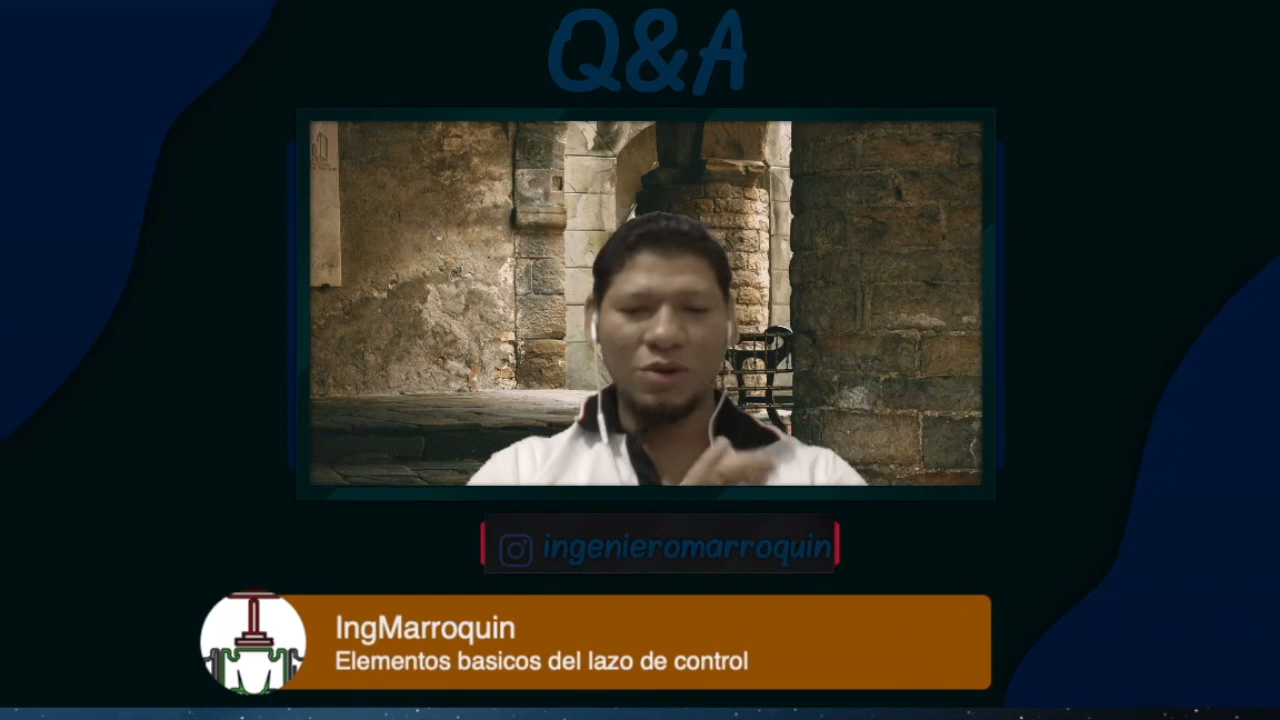 Q&A
ingenieromarroquin
IngMarroquin
Elementos basicos del lazo de control